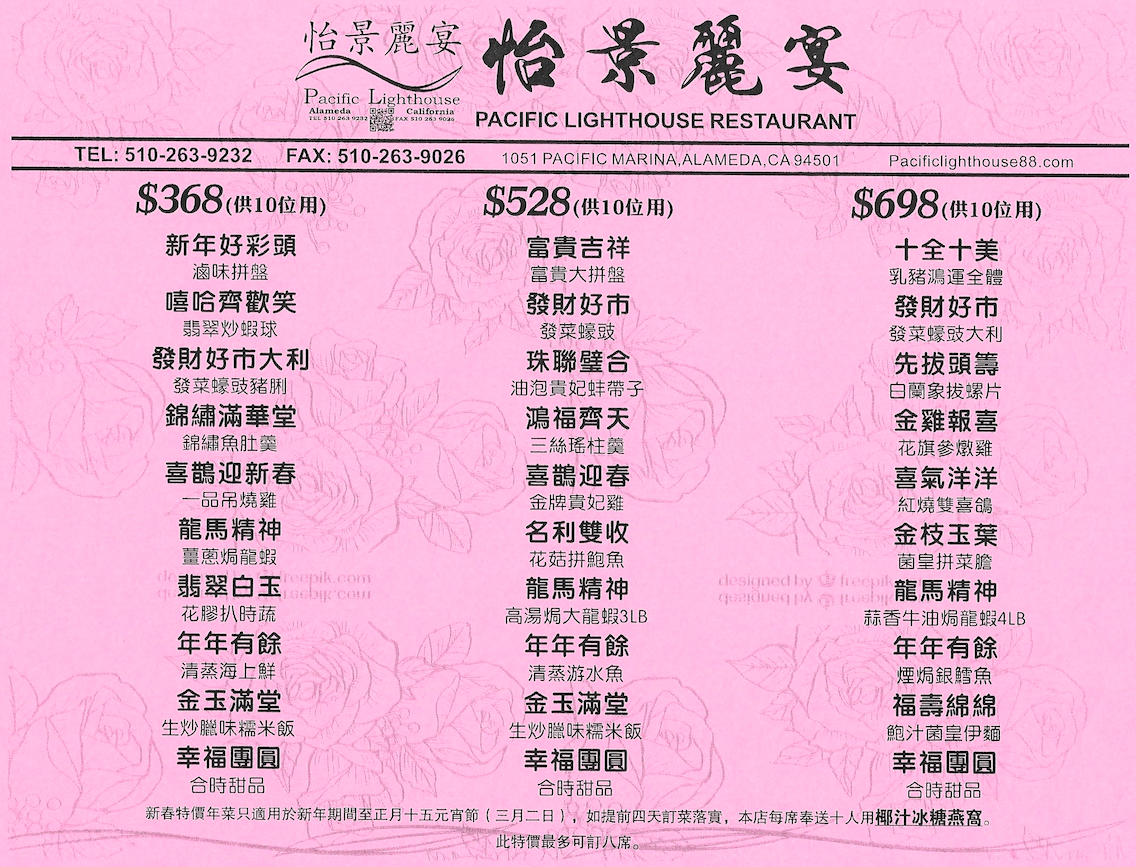 怡景麗宴
Pacific Lighthouse
Alameda California
TEL 510 263 9232 FAX 510 263 9026
怡景麗宴
PACIFIC LIGHTHOUSE RESTAURANT
TEL: 510-263-9232 FAX: 510-263-9026 1051 PACIFIC MARINA,ALAMEDA,CA 94501 Pacificlighthouse88.com
$368(供10位用)
新年好彩頭
滷味拼盤
嘻哈齊歡笑
翡翠炒蝦球
發財好市大利
發菜蠔豉豬脷
錦繡滿華堂
錦繡魚肚羹
喜鵲迎新春
一品吊燒雞
龍馬精神
薑蔥焗龍蝦
翡翠白玉
花膠扒時蔬
年年有餘
清蒸海上鮮
金玉滿堂
生炒臘味糯米飯
幸福團圓
合時甜品
$528(供10位用)
富貴吉祥
富貴大拼盤
發財好市
發菜蠔豉
珠聯璧合
油泡貴妃蚌帶子
鴻福齊天
三絲瑤柱羹
喜鵲迎春
金牌貴妃雞
名利雙收
花菇拼鮑魚
龍馬精神
高湯焗大龍蝦3LB
年年有餘
清蒸游水魚
金玉滿堂
生炒臘味糯米飯
幸福團圓
合時甜品
$698(供10位用)
十全十美
乳豬鴻運全體
發財好市
發菜蠔豉大利
先拔頭籌
白蘭象拔螺片
金雞報喜
花旗參燉雞
喜氣洋洋
紅燒雙喜鴿
金枝玉葉
菌皇拼菜膽
龍馬精神
蒜香牛油焗龍蝦4LB
年年有餘
煙焗銀鱈魚
福壽綿綿
鮑汁菌皇伊麵
幸福團圓
合時甜品
designed by freepik.com
designed by freepik
新春特價年菜只適用於新年期間至正月十五元宵節（三月二日），如提前四天訂菜落實，本店每席奉送十人用椰汁冰糖燕窩。
此特價最多可訂八席。